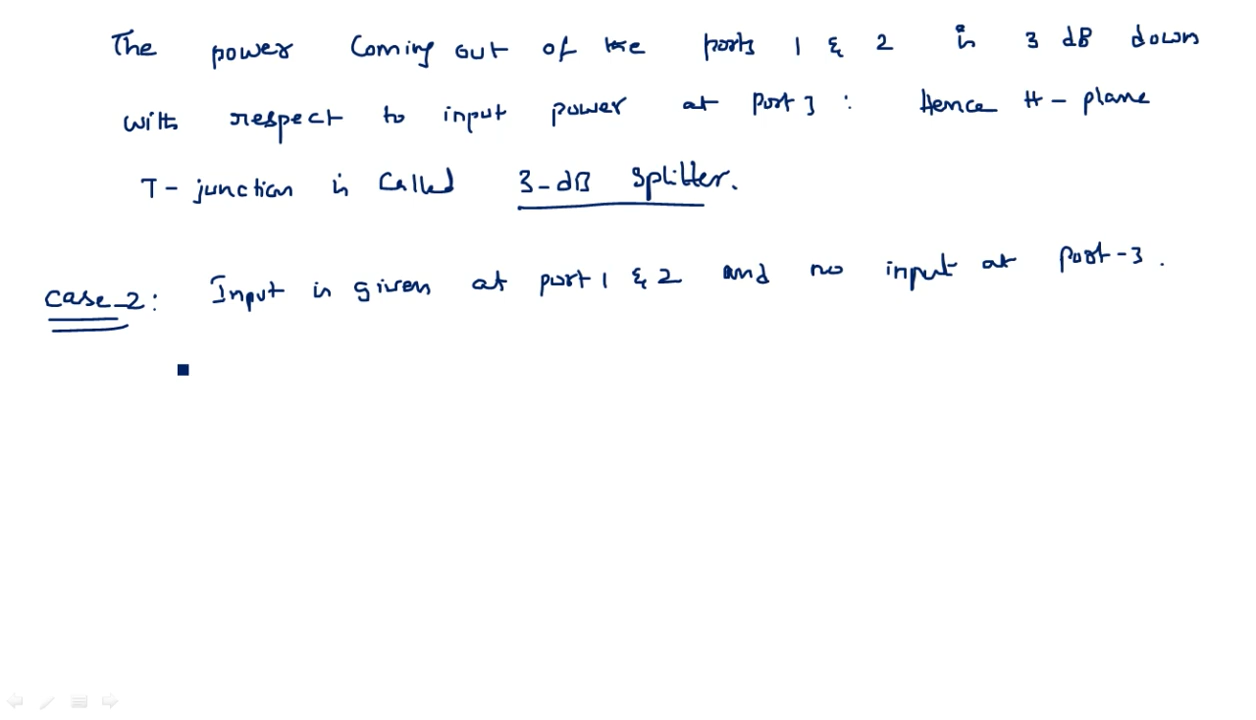 The power Coming out of the ports 1 & 2 is 3 dB down
with respect to input power at port 3 : Hence H - plane
T - junction is Called 3-dB splitter.
Case_2: Input is given at port 1 & 2 and no input at port-3 .